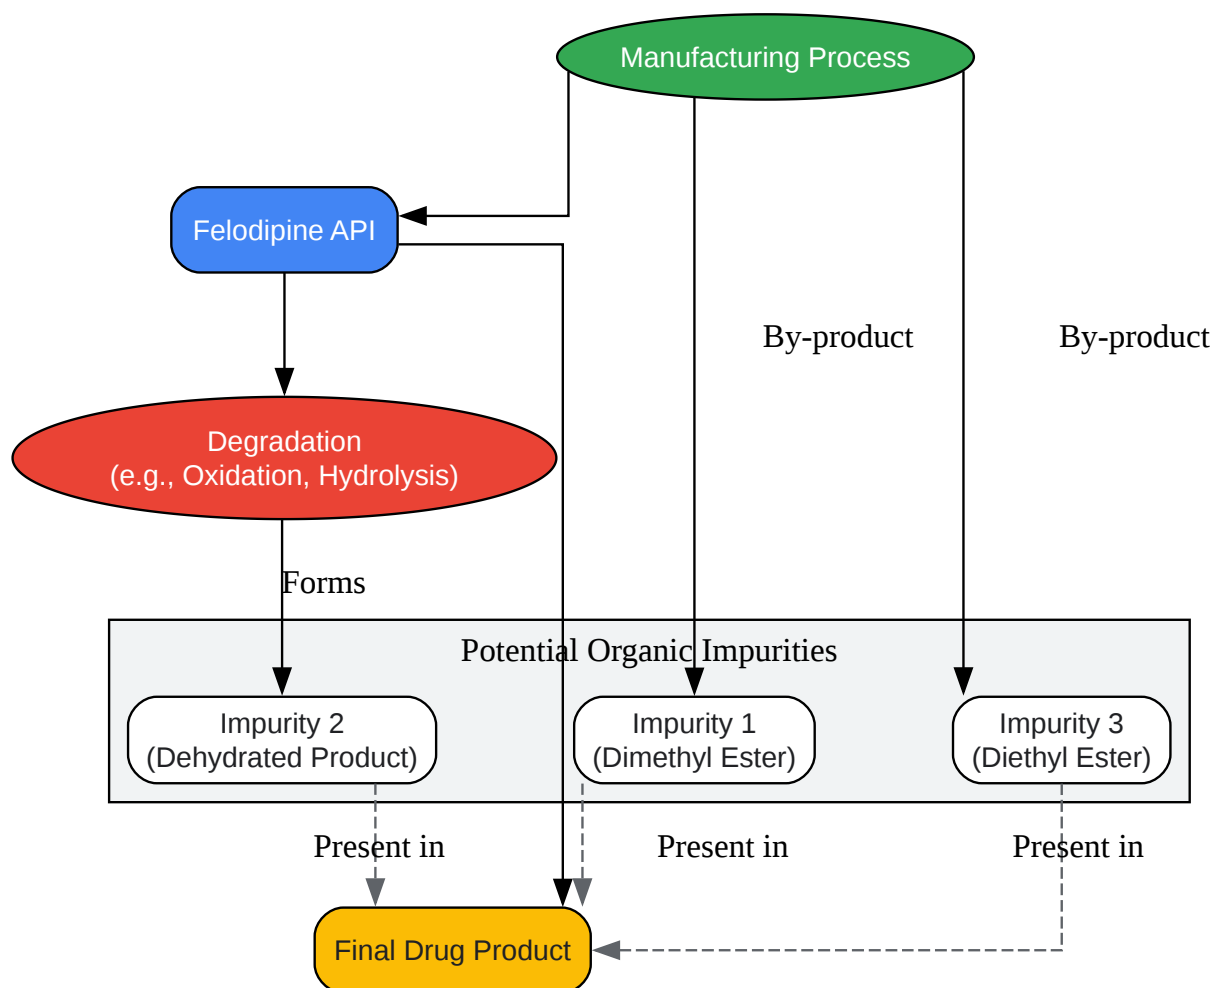 Manufacturing Process
Felodipine API
By-product
By-product
Degradation
(e.g., Oxidation, Hydrolysis)
Forms
Potential Organic Impurities
Impurity 2
(Dehydrated Product)
Impurity 1
(Dimethyl Ester)
Impurity 3
(Diethyl Ester)
Present in
Present in
Present in
Final Drug Product